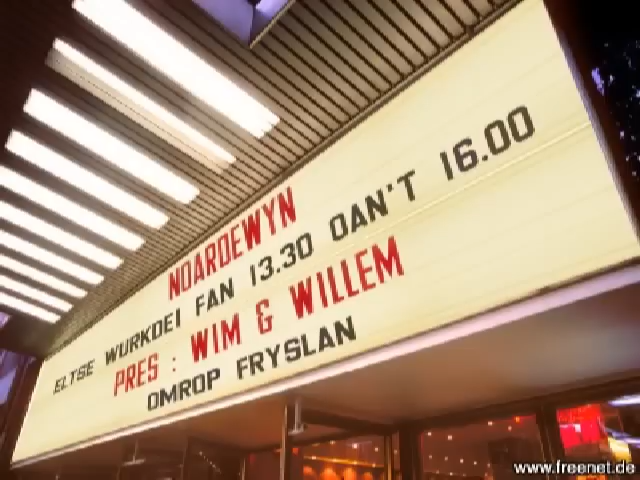 NOARDEWYN
ELTSE WURKDEI FAN 13.30 OAN'T 16.00
PRES : WIM & WILLEM
OMROP FRYSLAN
www.freenet.de